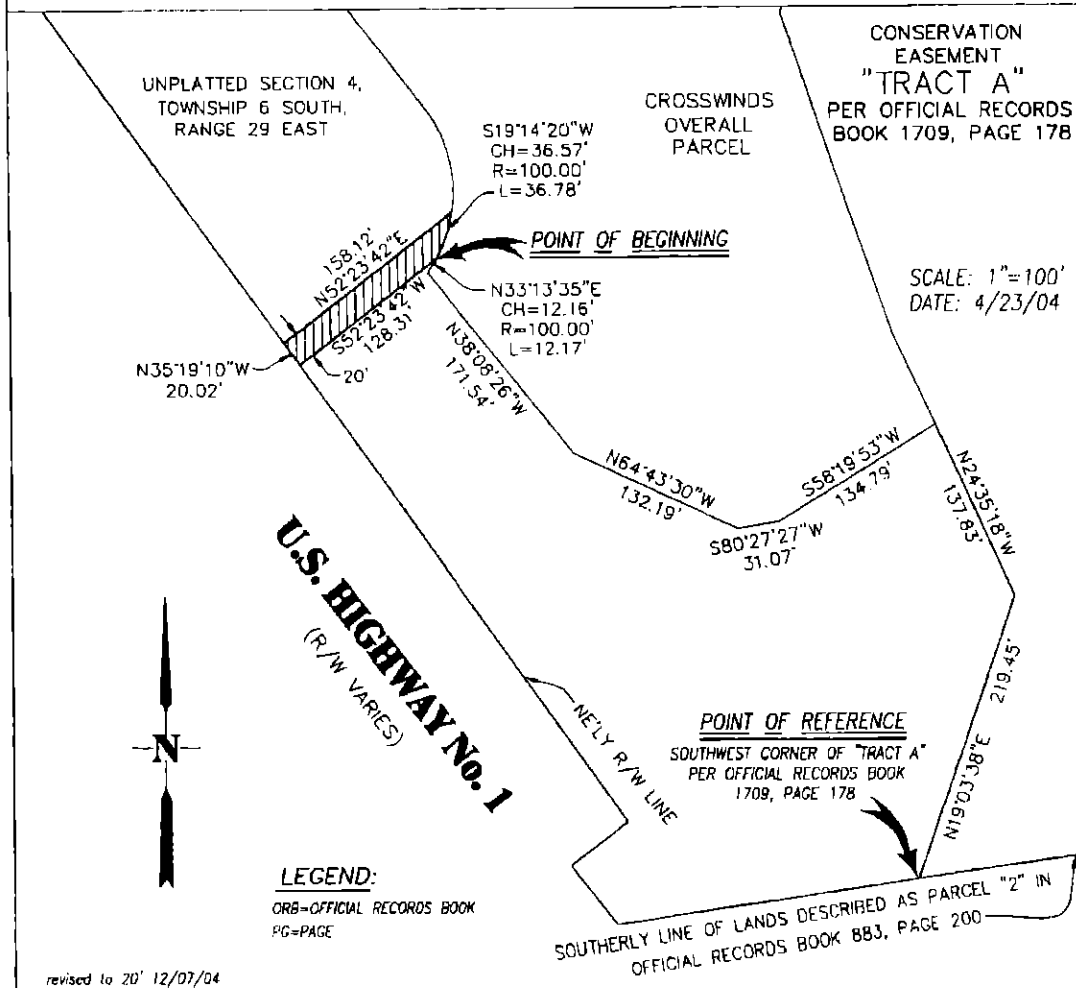 CONSERVATION
EASEMENT
"TRACT A"
PER OFFICIAL RECORDS
BOOK 1709, PAGE 178
UNPLATTED SECTION 4,
TOWNSHIP 6 SOUTH,
RANGE 29 EAST
CROSSWINDS
OVERALL
PARCEL
S19°14'20"W
CH=36.57'
R=100.00'
L=36.78'
POINT OF BEGINNING
158.12'
N52°23'42"E
S52°23'42"W
128.31'
N33°13'35"E
CH=12.16'
R=100.00'
L=12.17'
SCALE: 1"=100'
DATE: 4/23/04
N35°19'10"W
20.02'
20'
N38°08'26"W
171.54'
N64°43'30"W
132.19'
S80°27'27"W
31.07'
S58°19'53"W
134.79'
N24°35'18"W
137.83'
U.S. HIGHWAY No. 1
(R/W VARIES)
NE'LY R/W LINE
N
POINT OF REFERENCE
SOUTHWEST CORNER OF "TRACT A"
PER OFFICIAL RECORDS BOOK
1709, PAGE 178
N19°03'38"E 219.45'
LEGEND:
ORB=OFFICIAL RECORDS BOOK
PG=PAGE
SOUTHERLY LINE OF LANDS DESCRIBED AS PARCEL "2" IN
OFFICIAL RECORDS BOOK 883, PAGE 200
revised to 20' 12/07/04